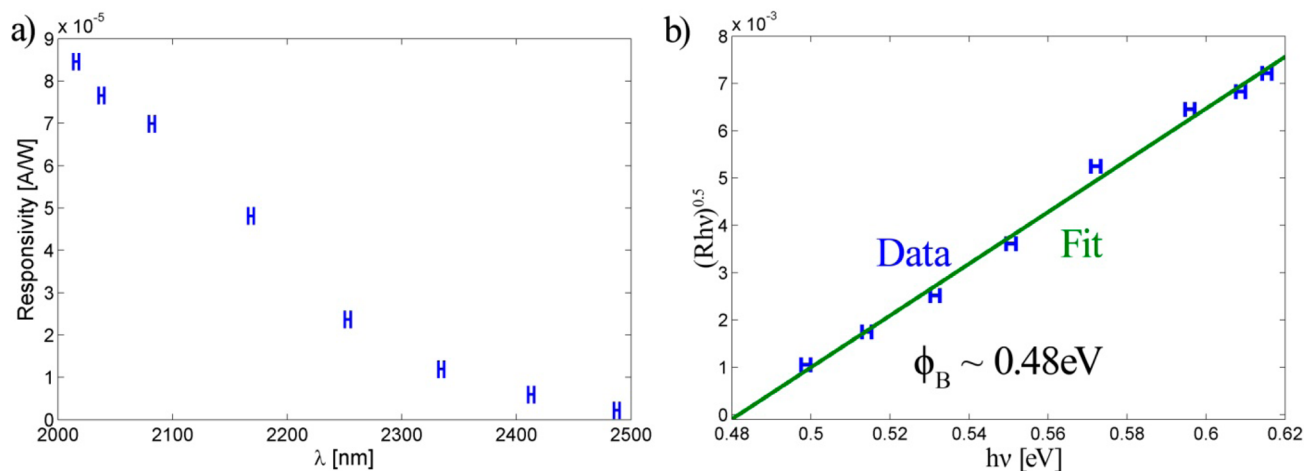 a)
x 10⁻⁵
9
8
7
6
5
4
3
2
1
0
Responsivity [A/W]
2000 2100 2200 2300 2400 2500
λ [nm]
b)
x 10⁻³
8
7
6
5
4
3
2
1
0
(Rhν)⁰·⁵
Data
Fit
ϕ_B ~ 0.48eV
0.48 0.5 0.52 0.54 0.56 0.58 0.6 0.62
hν [eV]